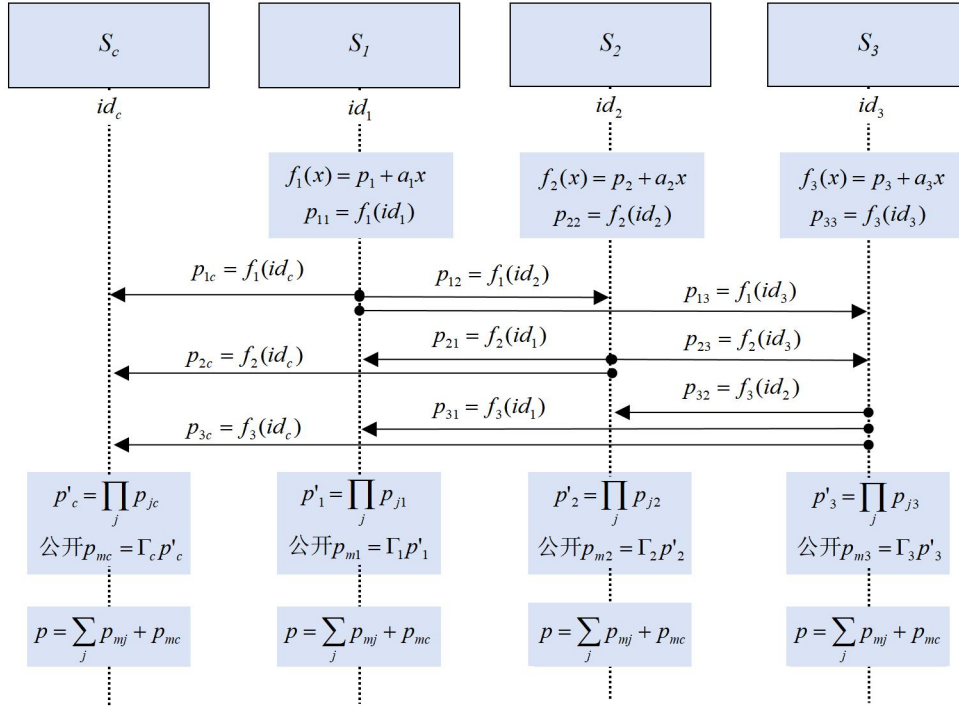 S_c S_1 S_2 S_3
id_c id_1 id_2 id_3
f_1(x) = p_1 + a_1x f_2(x) = p_2 + a_2x f_3(x) = p_3 + a_3x
p_11 = f_1(id_1) p_22 = f_2(id_2) p_33 = f_3(id_3)
p_1c = f_1(id_c) p_12 = f_1(id_2)
p_13 = f_1(id_3)
p_21 = f_2(id_1) p_23 = f_2(id_3)
p_2c = f_2(id_c)
p_32 = f_3(id_2)
p_31 = f_3(id_1)
p_3c = f_3(id_c)
p'_c = ∏_j p_jc p'_1 = ∏_j p_j1 p'_2 = ∏_j p_j2 p'_3 = ∏_j p_j3
公开p_mc = Γ_c p'_c 公开p_m1 = Γ_1 p'_1 公开p_m2 = Γ_2 p'_2 公开p_m3 = Γ_3 p'_3
p = ∑_j p_mj + p_mc p = ∑_j p_mj + p_mc p = ∑_j p_mj + p_mc p = ∑_j p_mj + p_mc